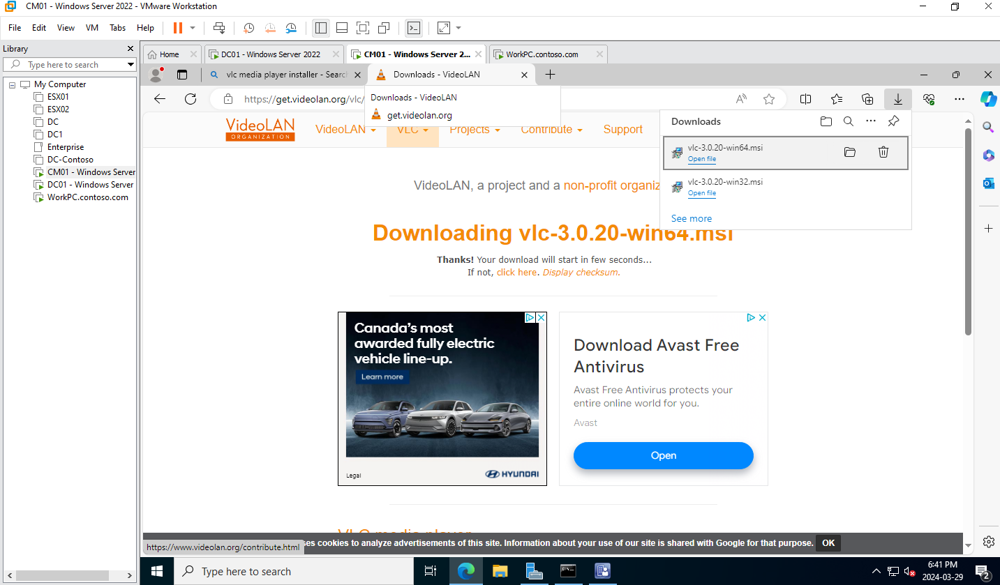 CM01 - Windows Server 2022 - VMware Workstation
File Edit View VM Tabs Help
Library
Type here to search
My Computer
ESX01
ESX02
DC
DC1
Enterprise
DC-Contoso
CM01 - Windows Server
DC01 - Windows Server
WorkPC.contoso.com
Home
DC01 - Windows Server 2022
CM01 - Windows Server 2...
WorkPC.contoso.com
vlc media player installer - Search
Downloads - VideoLAN
https://get.videolan.org/vlc/
Downloads - VideoLAN
get.videolan.org
VideoLAN
ORGANIZATION
VideoLAN VLC Projects Contribute Support
Downloads
vlc-3.0.20-win64.msi
Open file
vlc-3.0.20-win32.msi
Open file
See more
VideoLAN, a project and a non-profit organiz
Downloading vlc-3.0.20-win64.msi
Thanks! Your download will start in few seconds...
If not, click here. Display checksum.
Canada's most
awarded fully electric
vehicle line-up.
Learn more
Legal
HYUNDAI
Download Avast Free
Antivirus
Avast Free Antivirus protects your
entire online world for you.
Avast
Open
VLC media player
ses cookies to analyze advertisements of this site. Information about your use of our site is shared with Google for that purpose. OK
https://www.videolan.org/contribute.html
Type here to search
6:41 PM
2024-03-29
2